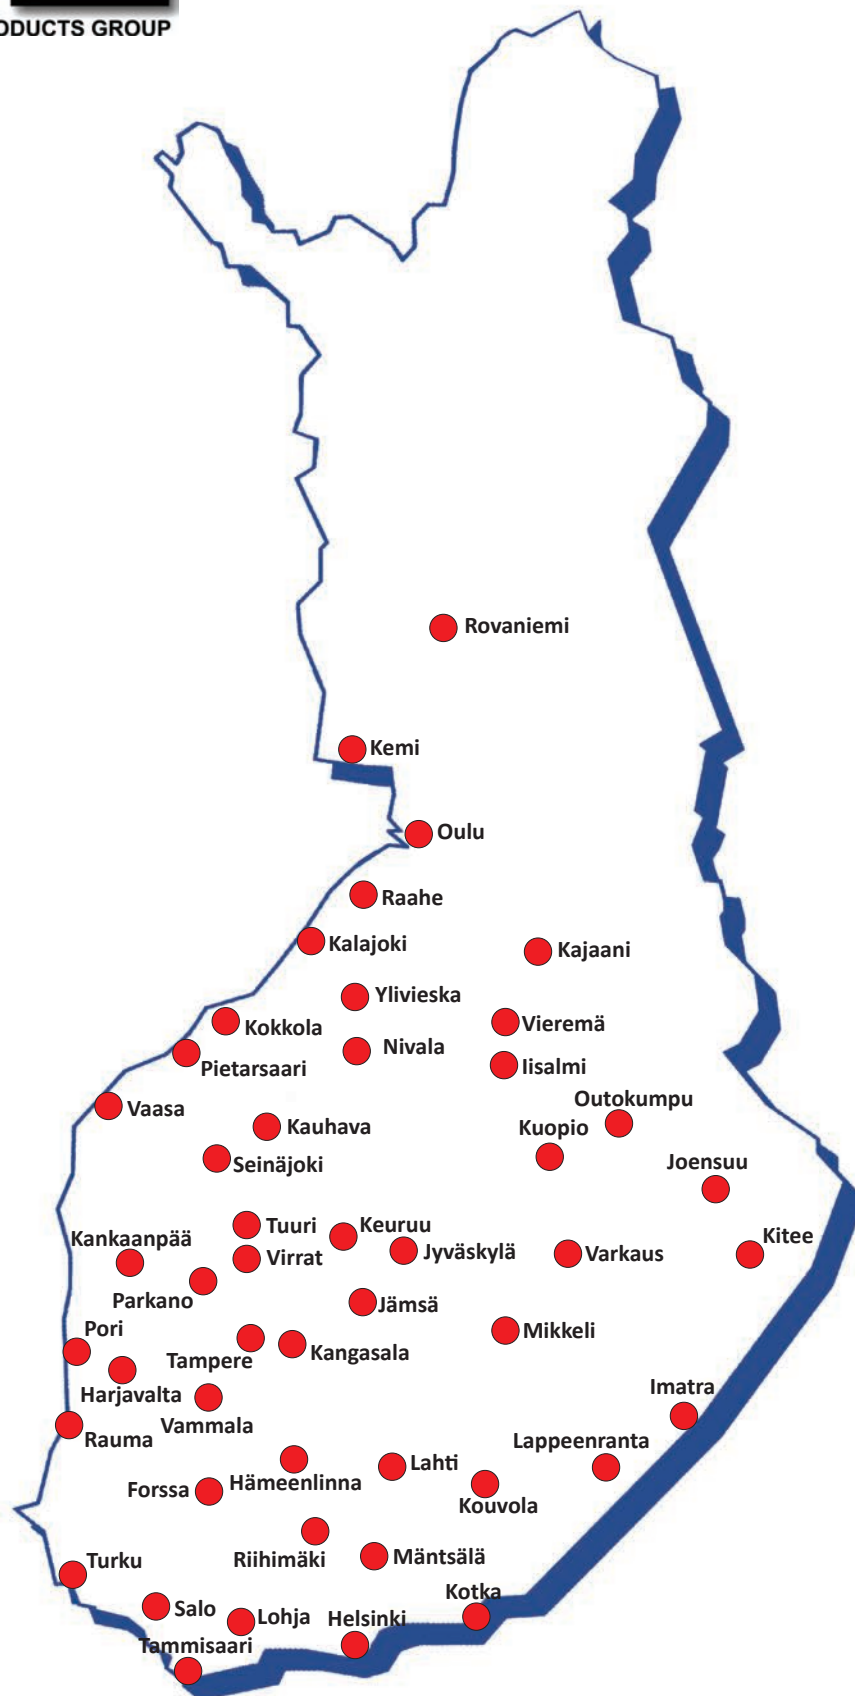 ODUCTS GROUP
Rovaniemi
Kemi
Oulu
Raahe
Kalajoki
Kajaani
Ylivieska
Kokkola
Vieremä
Nivala
Pietarsaari
Iisalmi
Outokumpu
Vaasa
Kauhava
Kuopio
Seinäjoki
Joensuu
Tuuri
Keuruu
Kankaanpää
Virrat
Jyväskylä
Varkaus
Kitee
Parkano
Jämsä
Pori
Mikkeli
Tampere
Kangasala
Harjavalta
Imatra
Vammala
Rauma
Lappeenranta
Lahti
Forssa
Hämeenlinna
Kouvola
Riihimäki
Mäntsälä
Turku
Kotka
Salo
Lohja
Helsinki
Tammisaari